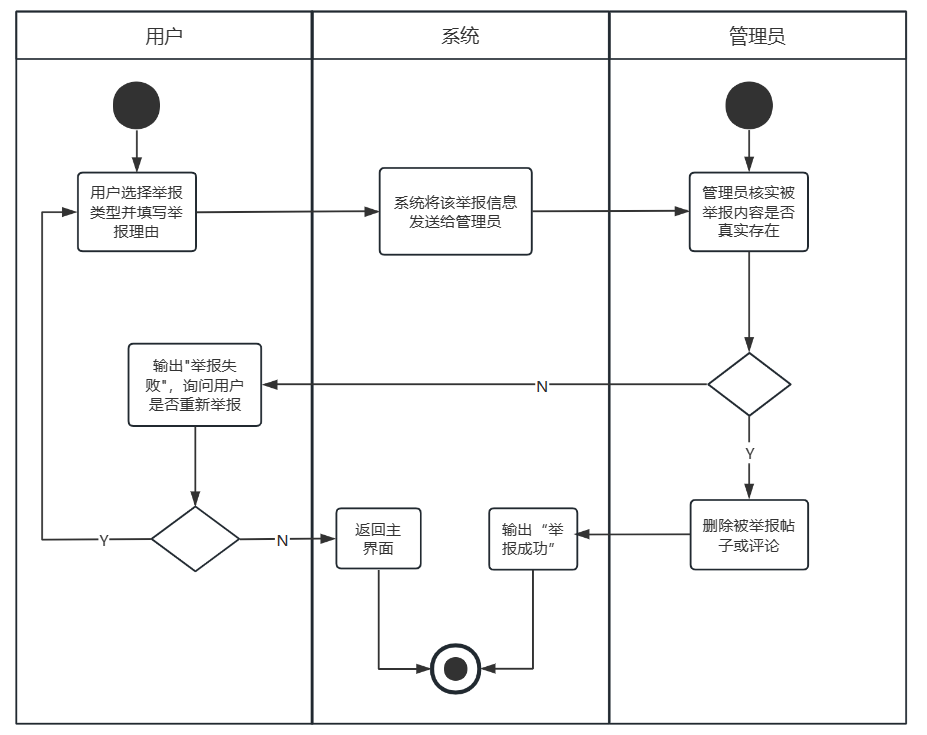 用户
系统
管理员
用户选择举报
类型并填写举
报理由
系统将该举报信息
发送给管理员
管理员核实被
举报内容是否
真实存在
输出"举报失
败"，询问用户
是否重新举报
N
Y
Y
N
返回主
界面
输出“举
报成功”
删除被举报帖
子或评论